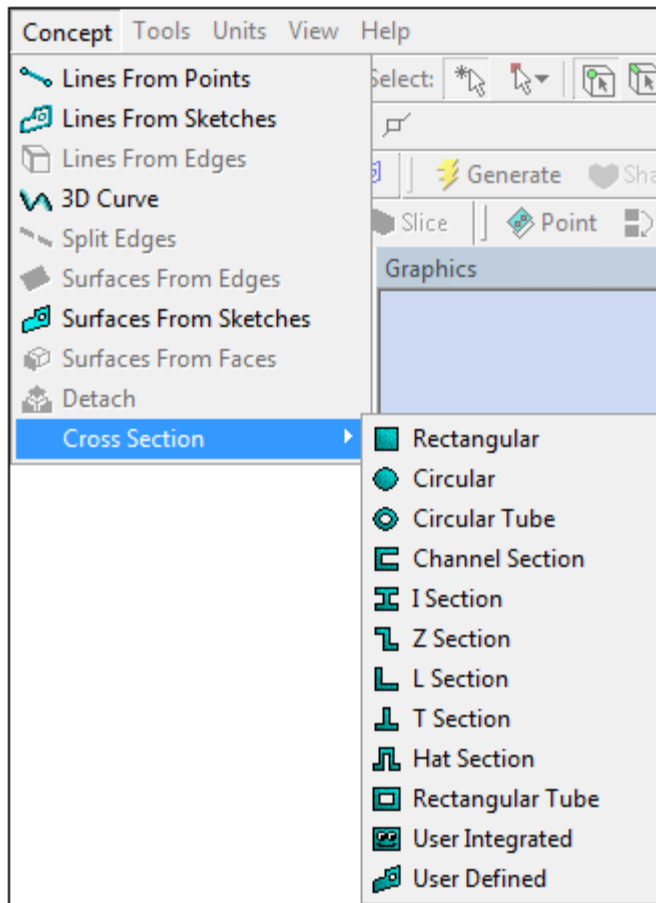 Concept Tools Units View Help
Lines From Points
Select:
Lines From Sketches
Lines From Edges
Generate
3D Curve
Slice
Point
Split Edges
Graphics
Surfaces From Edges
Surfaces From Sketches
Surfaces From Faces
Detach
Cross Section
Rectangular
Circular
Circular Tube
Channel Section
I Section
Z Section
L Section
T Section
Hat Section
Rectangular Tube
User Integrated
User Defined